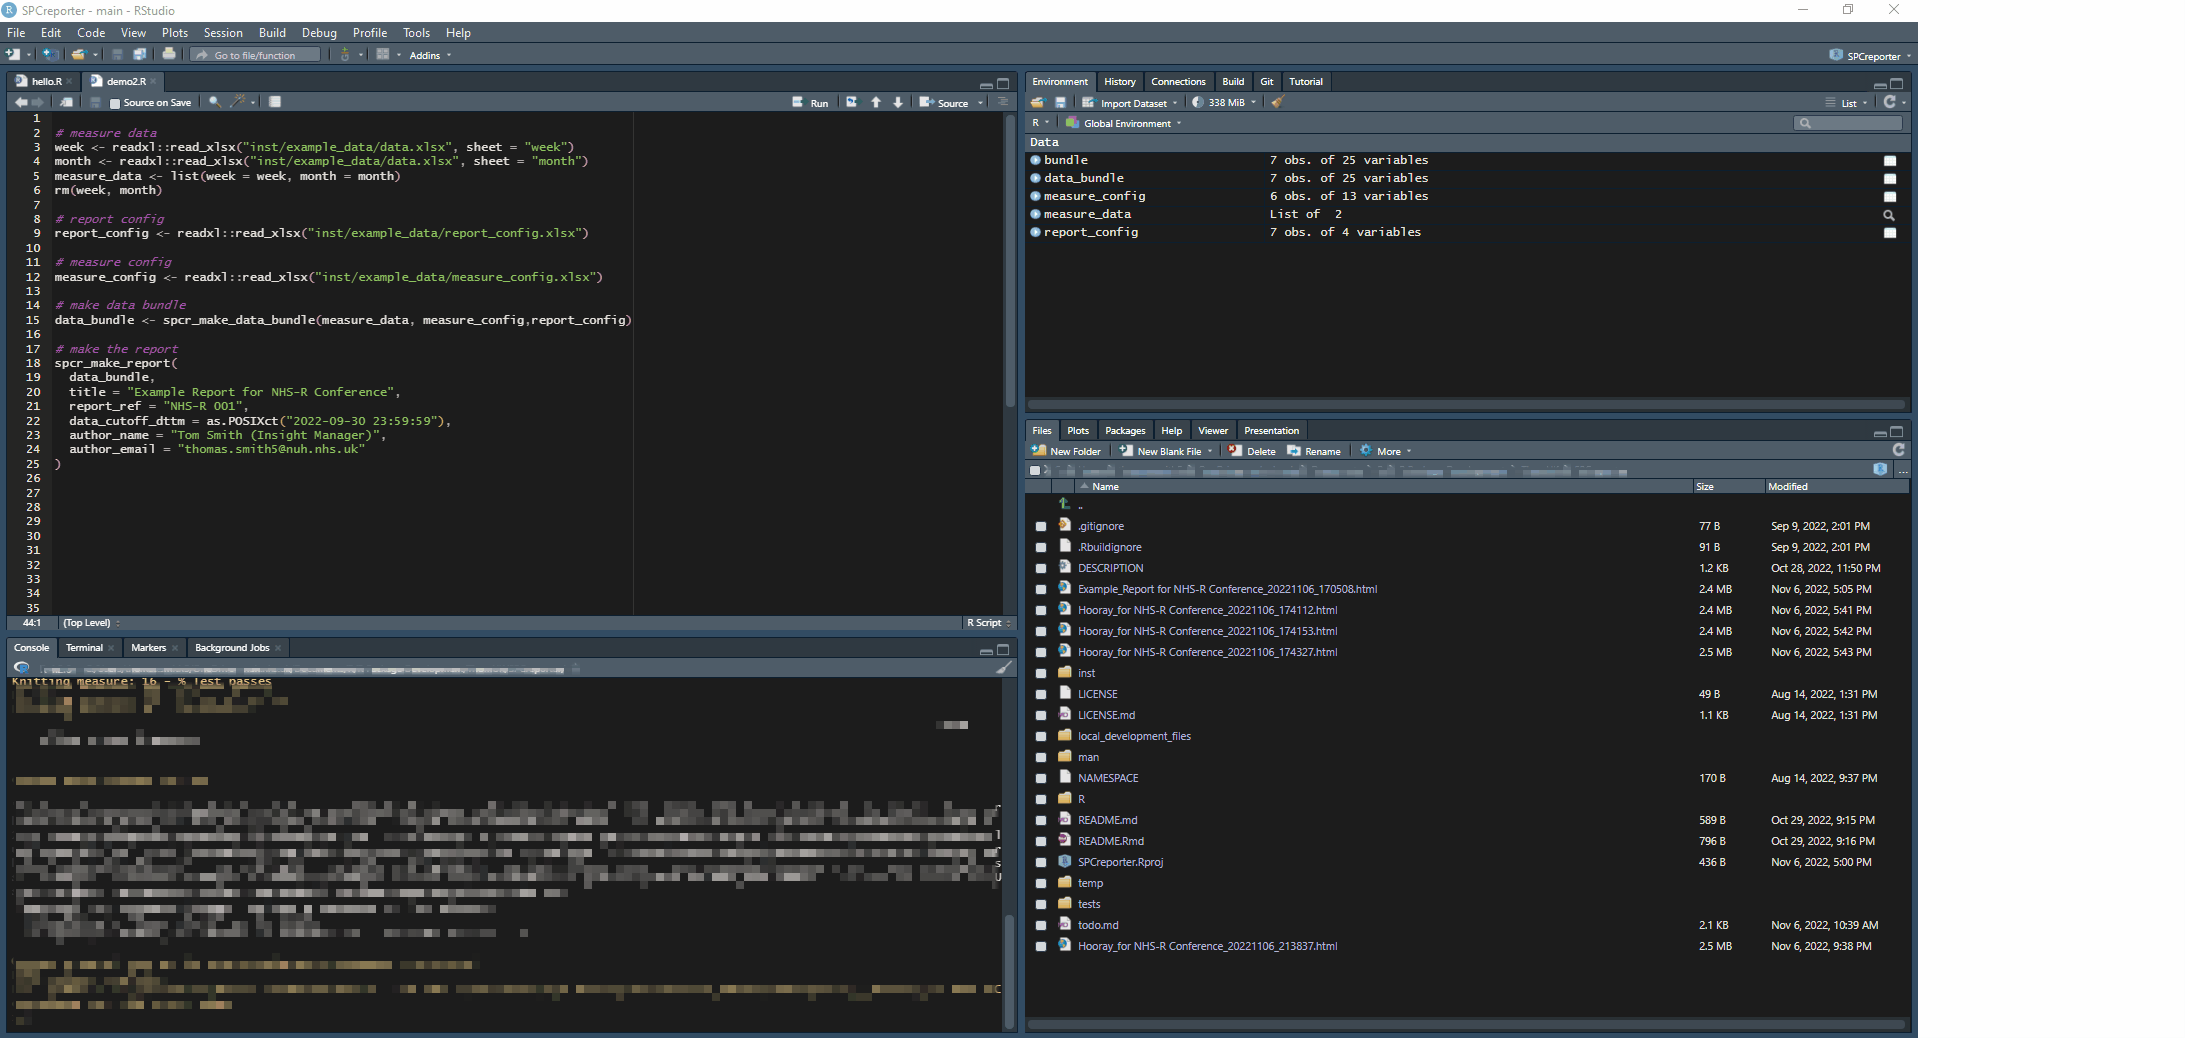 SPCreporter - main - RStudio
File Edit Code View Plots Session Build Debug Profile Tools Help
Go to file/function Addins SPCreporter
hello.R demo2.R
Source on Save Run Source
1
2 # measure data
3 week <- readxl::read_xlsx("inst/example_data/data.xlsx", sheet = "week")
4 month <- readxl::read_xlsx("inst/example_data/data.xlsx", sheet = "month")
5 measure_data <- list(week = week, month = month)
6 rm(week, month)
7
8 # report config
9 report_config <- readxl::read_xlsx("inst/example_data/report_config.xlsx")
10
11 # measure config
12 measure_config <- readxl::read_xlsx("inst/example_data/measure_config.xlsx")
13
14 # make data bundle
15 data_bundle <- spcr_make_data_bundle(measure_data, measure_config,report_config)
16
17 # make the report
18 spcr_make_report(
19 data_bundle,
20 title = "Example Report for NHS-R Conference",
21 report_ref = "NHS-R 001",
22 data_cutoff_dttm = as.POSIXct("2022-09-30 23:59:59"),
23 author_name = "Tom Smith (Insight Manager)",
24 author_email = "thomas.smith5@nuh.nhs.uk"
25 )
26
27
28
29
30
31
32
33
34
35
44:1 (Top Level) R Script
Console Terminal Markers Background Jobs
Knitting measure: 16 - % Test passes
Environment History Connections Build Git Tutorial
Import Dataset 338 MiB List
R Global Environment
Data
bundle 7 obs. of 25 variables
data_bundle 7 obs. of 25 variables
measure_config 6 obs. of 13 variables
measure_data List of 2
report_config 7 obs. of 4 variables
Files Plots Packages Help Viewer Presentation
New Folder New Blank File Delete Rename More
Name Size Modified
..
.gitignore 77 B Sep 9, 2022, 2:01 PM
.Rbuildignore 91 B Sep 9, 2022, 2:01 PM
DESCRIPTION 1.2 KB Oct 28, 2022, 11:50 PM
Example_Report for NHS-R Conference_20221106_170508.html 2.4 MB Nov 6, 2022, 5:05 PM
Hooray_for NHS-R Conference_20221106_174112.html 2.4 MB Nov 6, 2022, 5:41 PM
Hooray_for NHS-R Conference_20221106_174153.html 2.4 MB Nov 6, 2022, 5:42 PM
Hooray_for NHS-R Conference_20221106_174327.html 2.5 MB Nov 6, 2022, 5:43 PM
inst
LICENSE 49 B Aug 14, 2022, 1:31 PM
LICENSE.md 1.1 KB Aug 14, 2022, 1:31 PM
local_development_files
man
NAMESPACE 170 B Aug 14, 2022, 9:37 PM
R
README.md 589 B Oct 29, 2022, 9:15 PM
README.Rmd 796 B Oct 29, 2022, 9:16 PM
SPCreporter.Rproj 436 B Nov 6, 2022, 5:00 PM
temp
tests
todo.md 2.1 KB Nov 6, 2022, 10:39 AM
Hooray_for NHS-R Conference_20221106_213837.html 2.5 MB Nov 6, 2022, 9:38 PM